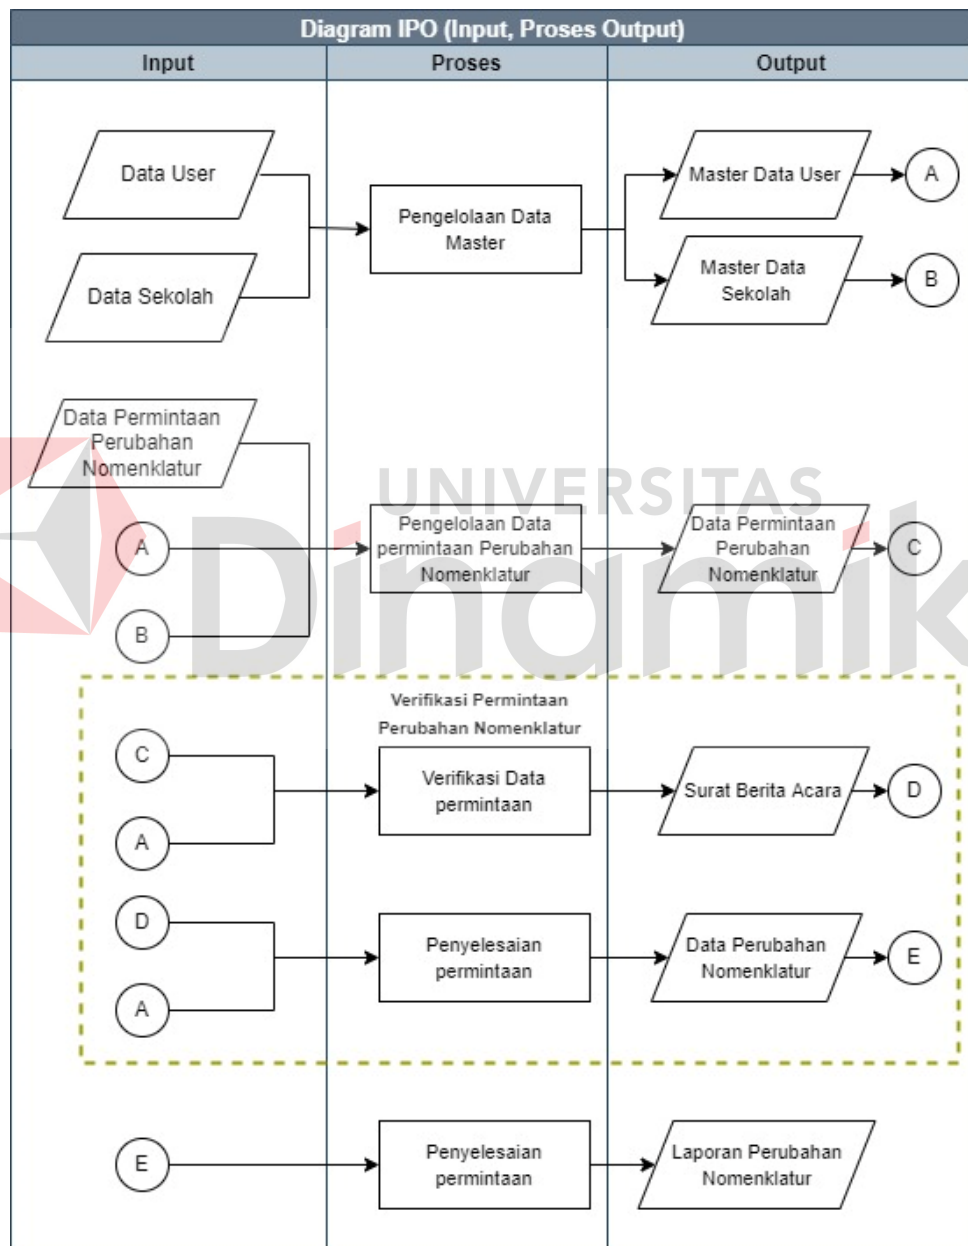 Diagram IPO (Input, Proses Output)
Input
Proses
Output
Data User
Data Sekolah
Pengelolaan Data
Master
Master Data User
A
Master Data
Sekolah
B
Data Permintaan
Perubahan
Nomenklatur
A
B
Pengelolaan Data
permintaan Perubahan
Nomenklatur
Data Permintaan
Perubahan
Nomenklatur
C
UNIVERSITAS
Dinamik
Verifikasi Permintaan
Perubahan Nomenklatur
C
A
Verifikasi Data
permintaan
Surat Berita Acara
D
D
A
Penyelesaian
permintaan
Data Perubahan
Nomenklatur
E
E
Penyelesaian
permintaan
Laporan Perubahan
Nomenklatur